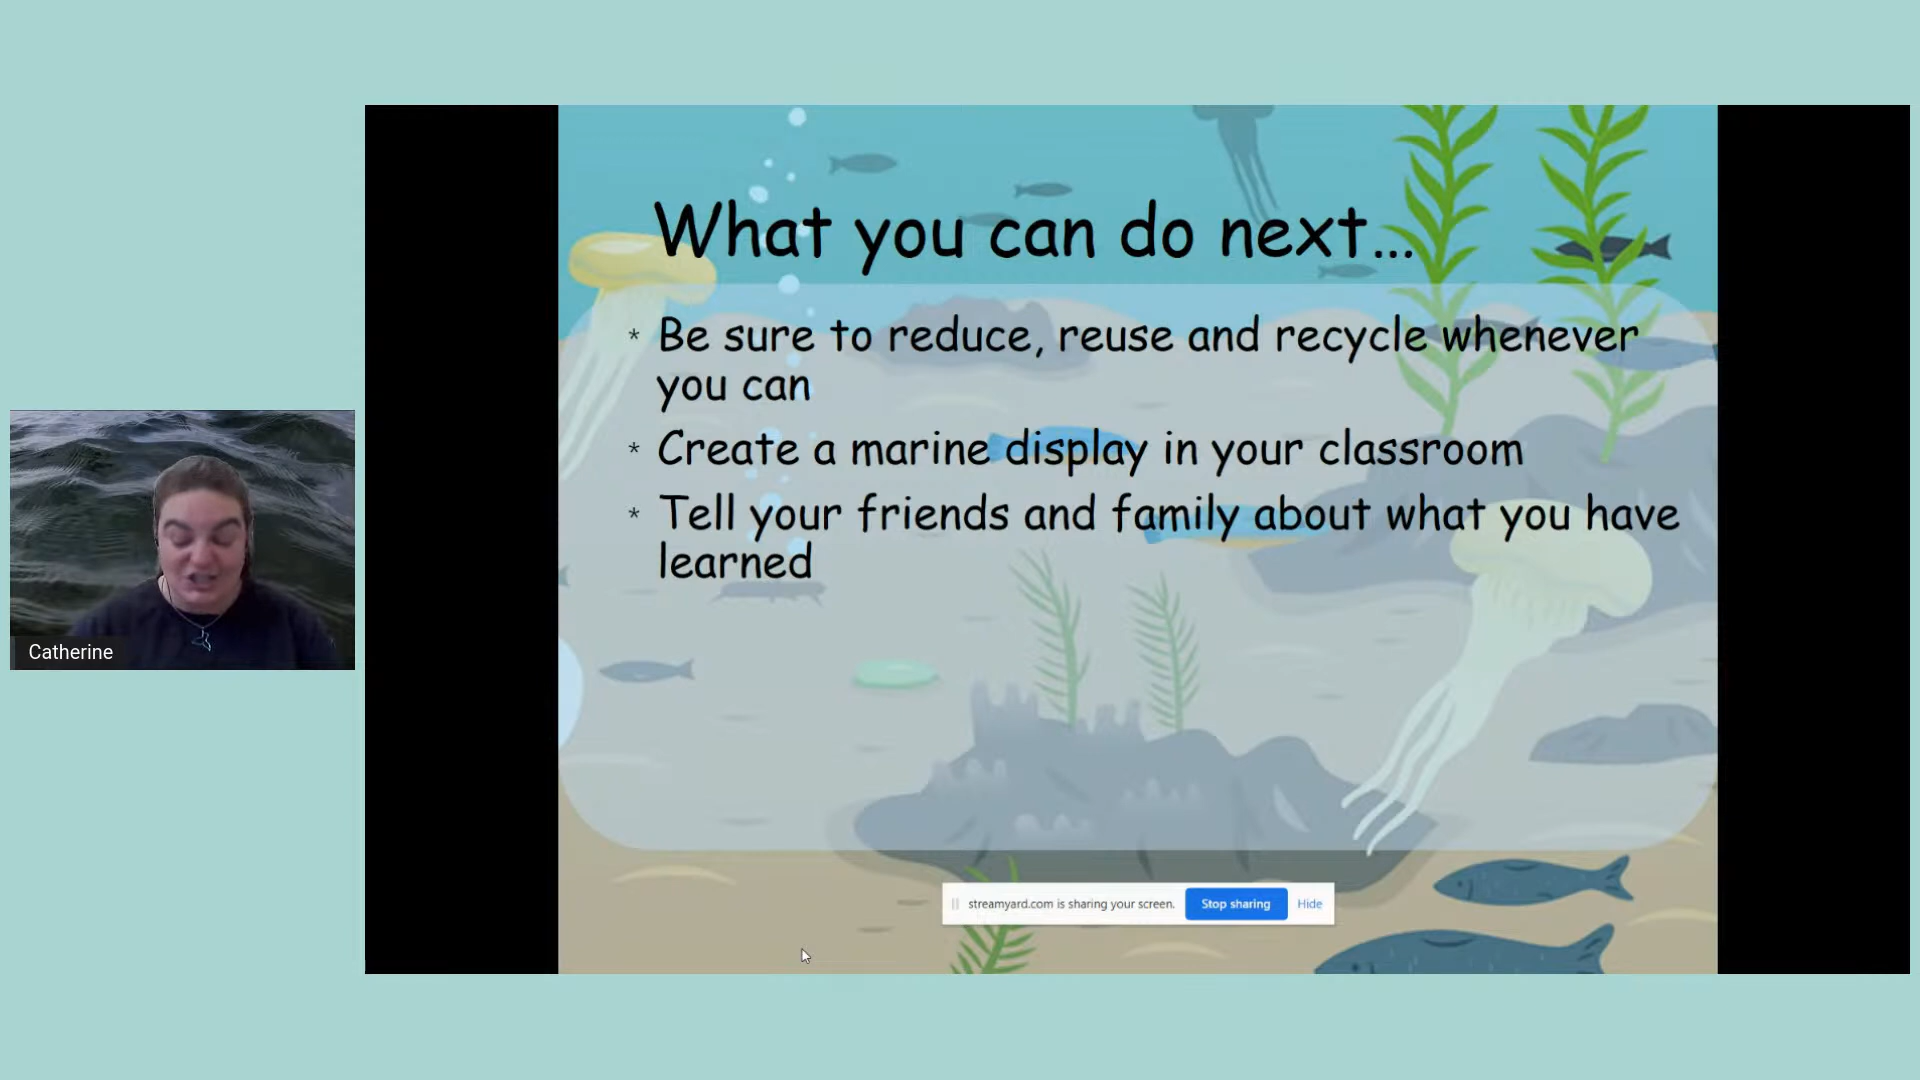 What you can do next...
* Be sure to reduce, reuse and recycle whenever
you can
* Create a marine display in your classroom
* Tell your friends and family about what you have
learned
Catherine
streamyard.com is sharing your screen. Stop sharing Hide